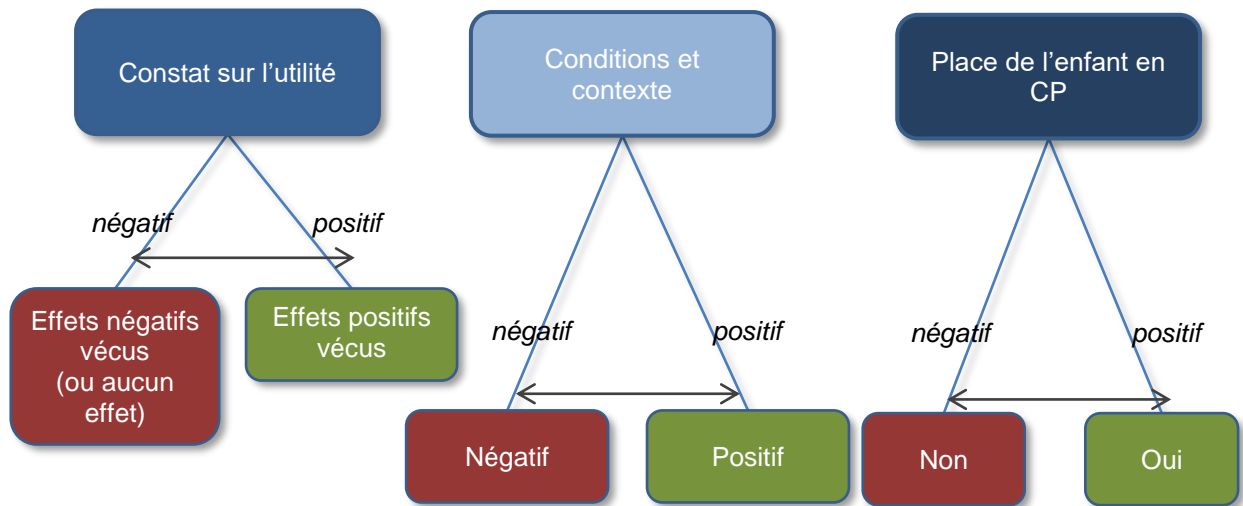 Constat sur l’utilité
négatif
positif
Effets négatifs
vécus
(ou aucun
effet)
Effets positifs
vécus
Conditions et
contexte
négatif
positif
Négatif
Positif
Place de l’enfant en
CP
négatif
positif
Non
Oui